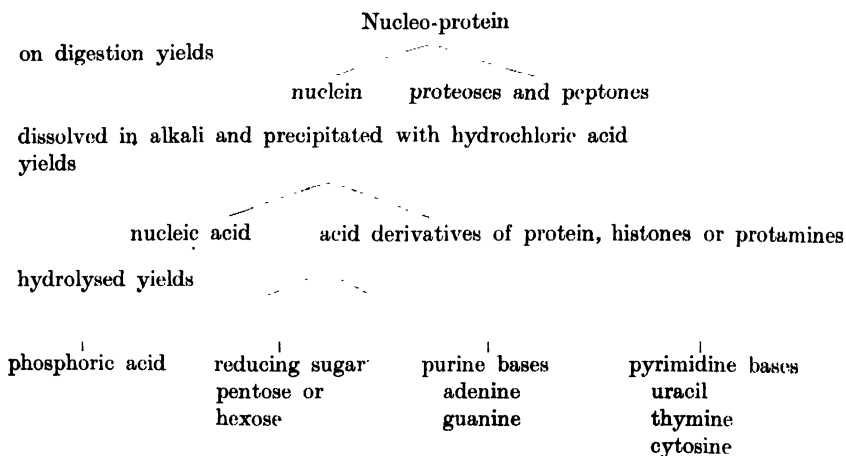 Nucleo-protein
on digestion yields
nuclein proteoses and peptones
dissolved in alkali and precipitated with hydrochloric acid
yields
nucleic acid acid derivatives of protein, histones or protamines
hydrolysed yields
phosphoric acid reducing sugar purine bases pyrimidine bases
pentose or adenine uracil
hexose guanine thymine
cytosine